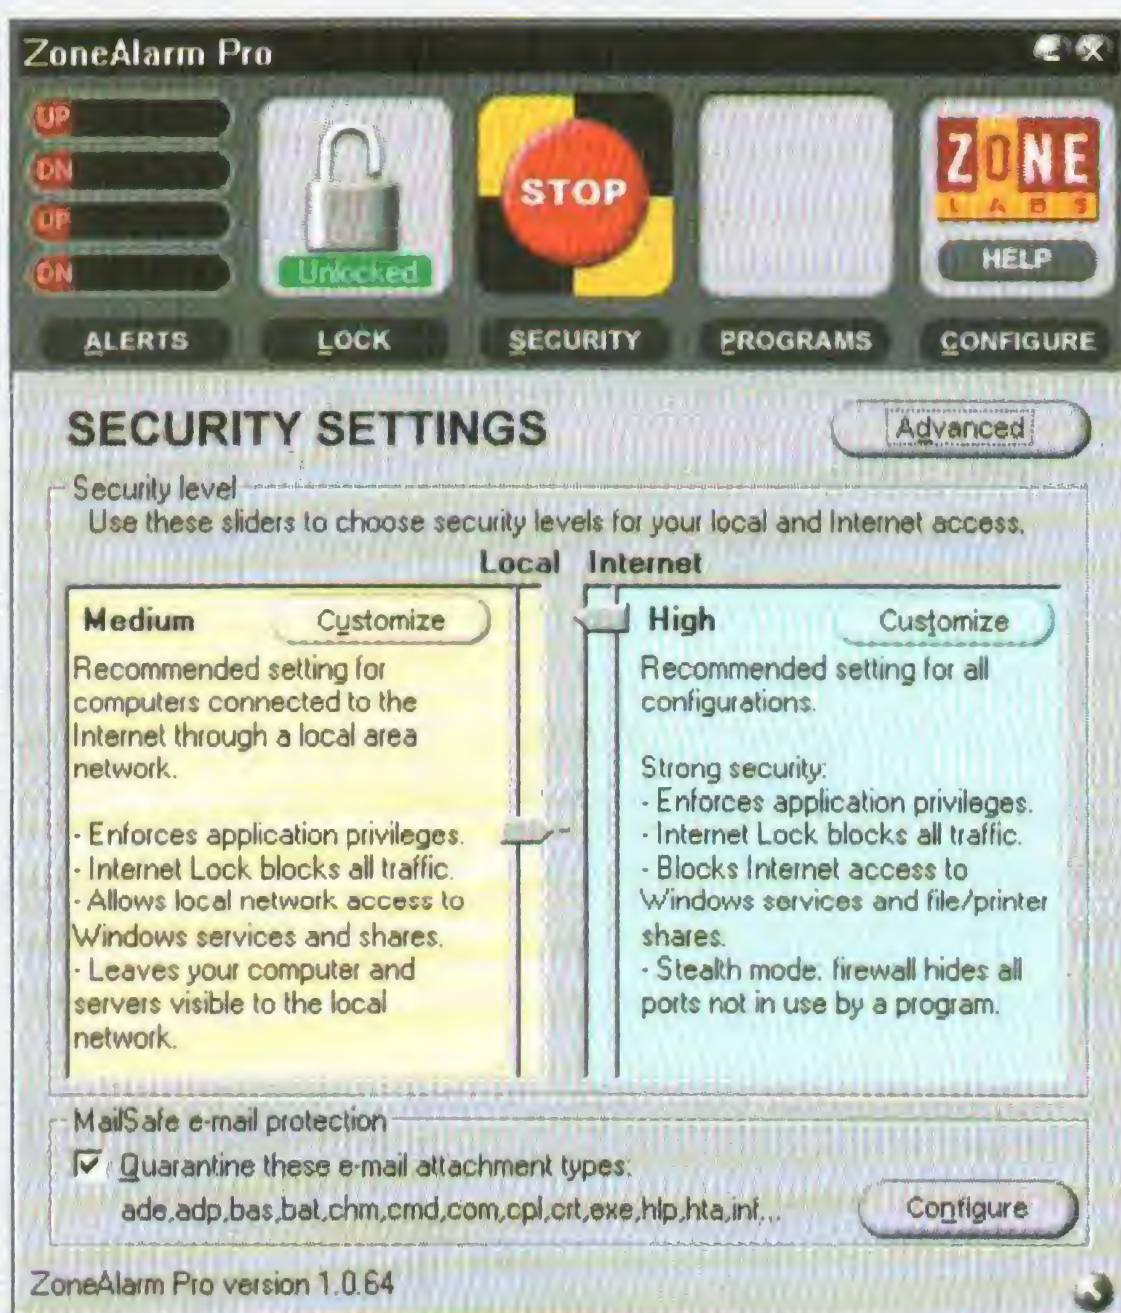 ZoneAlarm Pro
UP
DN
UP
DN
Unlocked
STOP
ZONE
LABS
HELP
ALERTS
LOCK
SECURITY
PROGRAMS
CONFIGURE
SECURITY SETTINGS
Advanced
Security level
Use these sliders to choose security levels for your local and Internet access.
Local Internet
Medium
Customize
Recommended setting for
computers connected to the
Internet through a local area
network.
- Enforces application privileges.
- Internet Lock blocks all traffic.
- Allows local network access to
Windows services and shares.
- Leaves your computer and
servers visible to the local
network.
High
Customize
Recommended setting for all
configurations.
Strong security:
- Enforces application privileges.
- Internet Lock blocks all traffic.
- Blocks Internet access to
Windows services and file/printer
shares.
- Stealth mode: firewall hides all
ports not in use by a program.
MailSafe e-mail protection
Quarantine these e-mail attachment types:
ade,adp,bas,bat,chm,cmd,com,cpl,crt,exe,hlp,hta,inf,...
Configure
ZoneAlarm Pro version 1.0.64